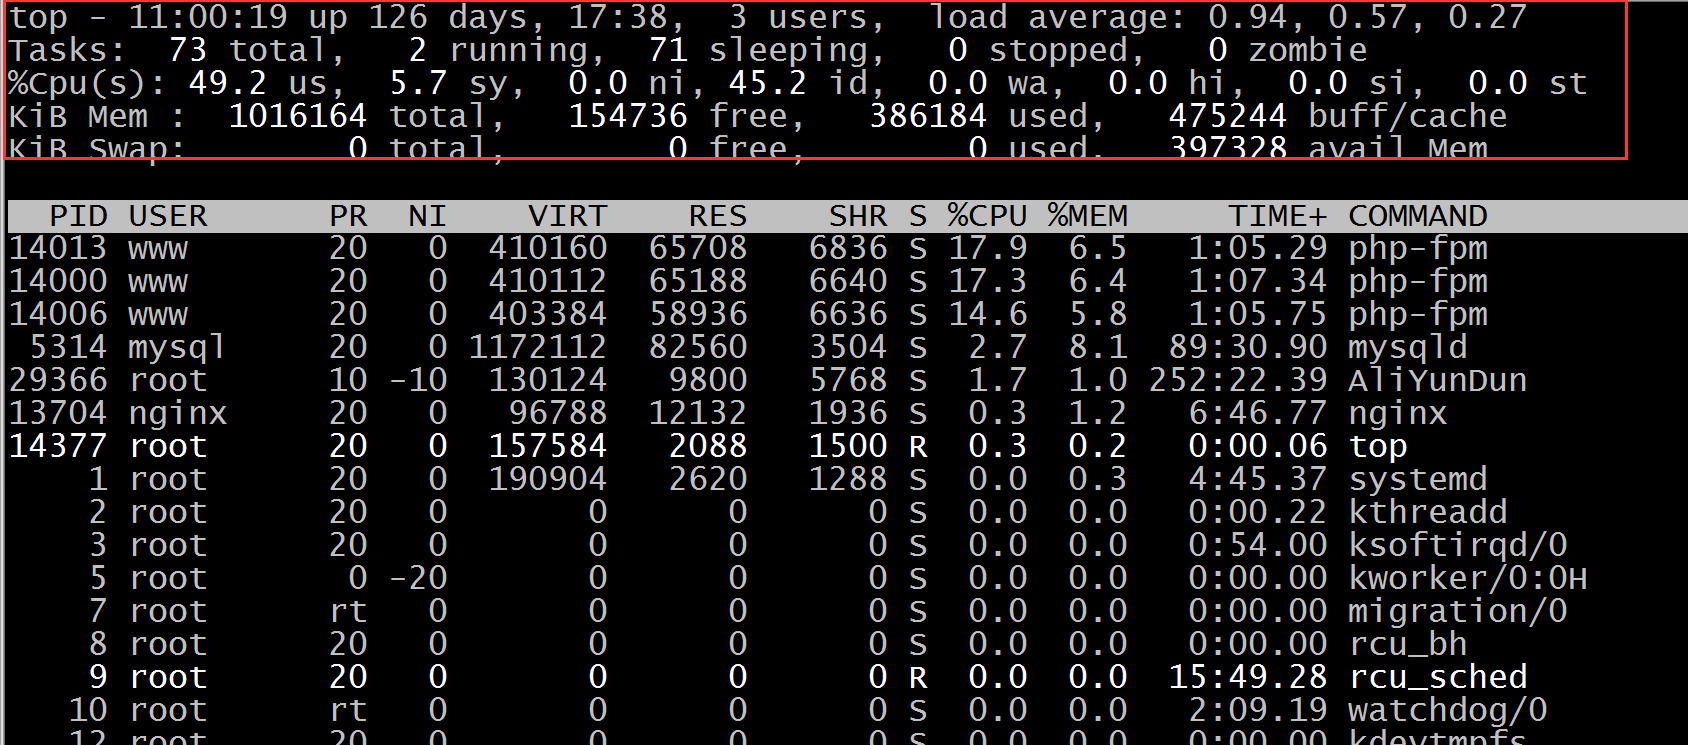 top - 11:00:19 up 126 days, 17:38,  3 users,  load average: 0.94, 0.57, 0.27
Tasks:  73 total,   2 running,  71 sleeping,   0 stopped,   0 zombie
%Cpu(s): 49.2 us,  5.7 sy,  0.0 ni, 45.2 id,  0.0 wa,  0.0 hi,  0.0 si,  0.0 st
KiB Mem :  1016164 total,   154736 free,   386184 used,   475244 buff/cache
KiB Swap:        0 total,        0 free,        0 used.   397328 avail Mem
  PID USER      PR  NI    VIRT    RES    SHR S %CPU %MEM     TIME+ COMMAND
14013 www       20   0  410160  65708   6836 S 17.9  6.5   1:05.29 php-fpm
14000 www       20   0  410112  65188   6640 S 17.3  6.4   1:07.34 php-fpm
14006 www       20   0  403384  58936   6636 S 14.6  5.8   1:05.75 php-fpm
 5314 mysql     20   0 1172112  82560   3504 S  2.7  8.1  89:30.90 mysqld
29366 root      10 -10  130124   9800   5768 S  1.7  1.0 252:22.39 AliYunDun
13704 nginx     20   0   96788  12132   1936 S  0.3  1.2   6:46.77 nginx
14377 root      20   0  157584   2088   1500 R  0.3  0.2   0:00.06 top
    1 root      20   0  190904   2620   1288 S  0.0  0.3   4:45.37 systemd
    2 root      20   0       0      0      0 S  0.0  0.0   0:00.22 kthreadd
    3 root      20   0       0      0      0 S  0.0  0.0   0:54.00 ksoftirqd/0
    5 root       0 -20       0      0      0 S  0.0  0.0   0:00.00 kworker/0:0H
    7 root      rt   0       0      0      0 S  0.0  0.0   0:00.00 migration/0
    8 root      20   0       0      0      0 S  0.0  0.0   0:00.00 rcu_bh
    9 root      20   0       0      0      0 R  0.0  0.0  15:49.28 rcu_sched
   10 root      rt   0       0      0      0 S  0.0  0.0   2:09.19 watchdog/0
   12 root      20   0       0      0      0 S  0.0  0.0   0:00.00 kdevtmpfs